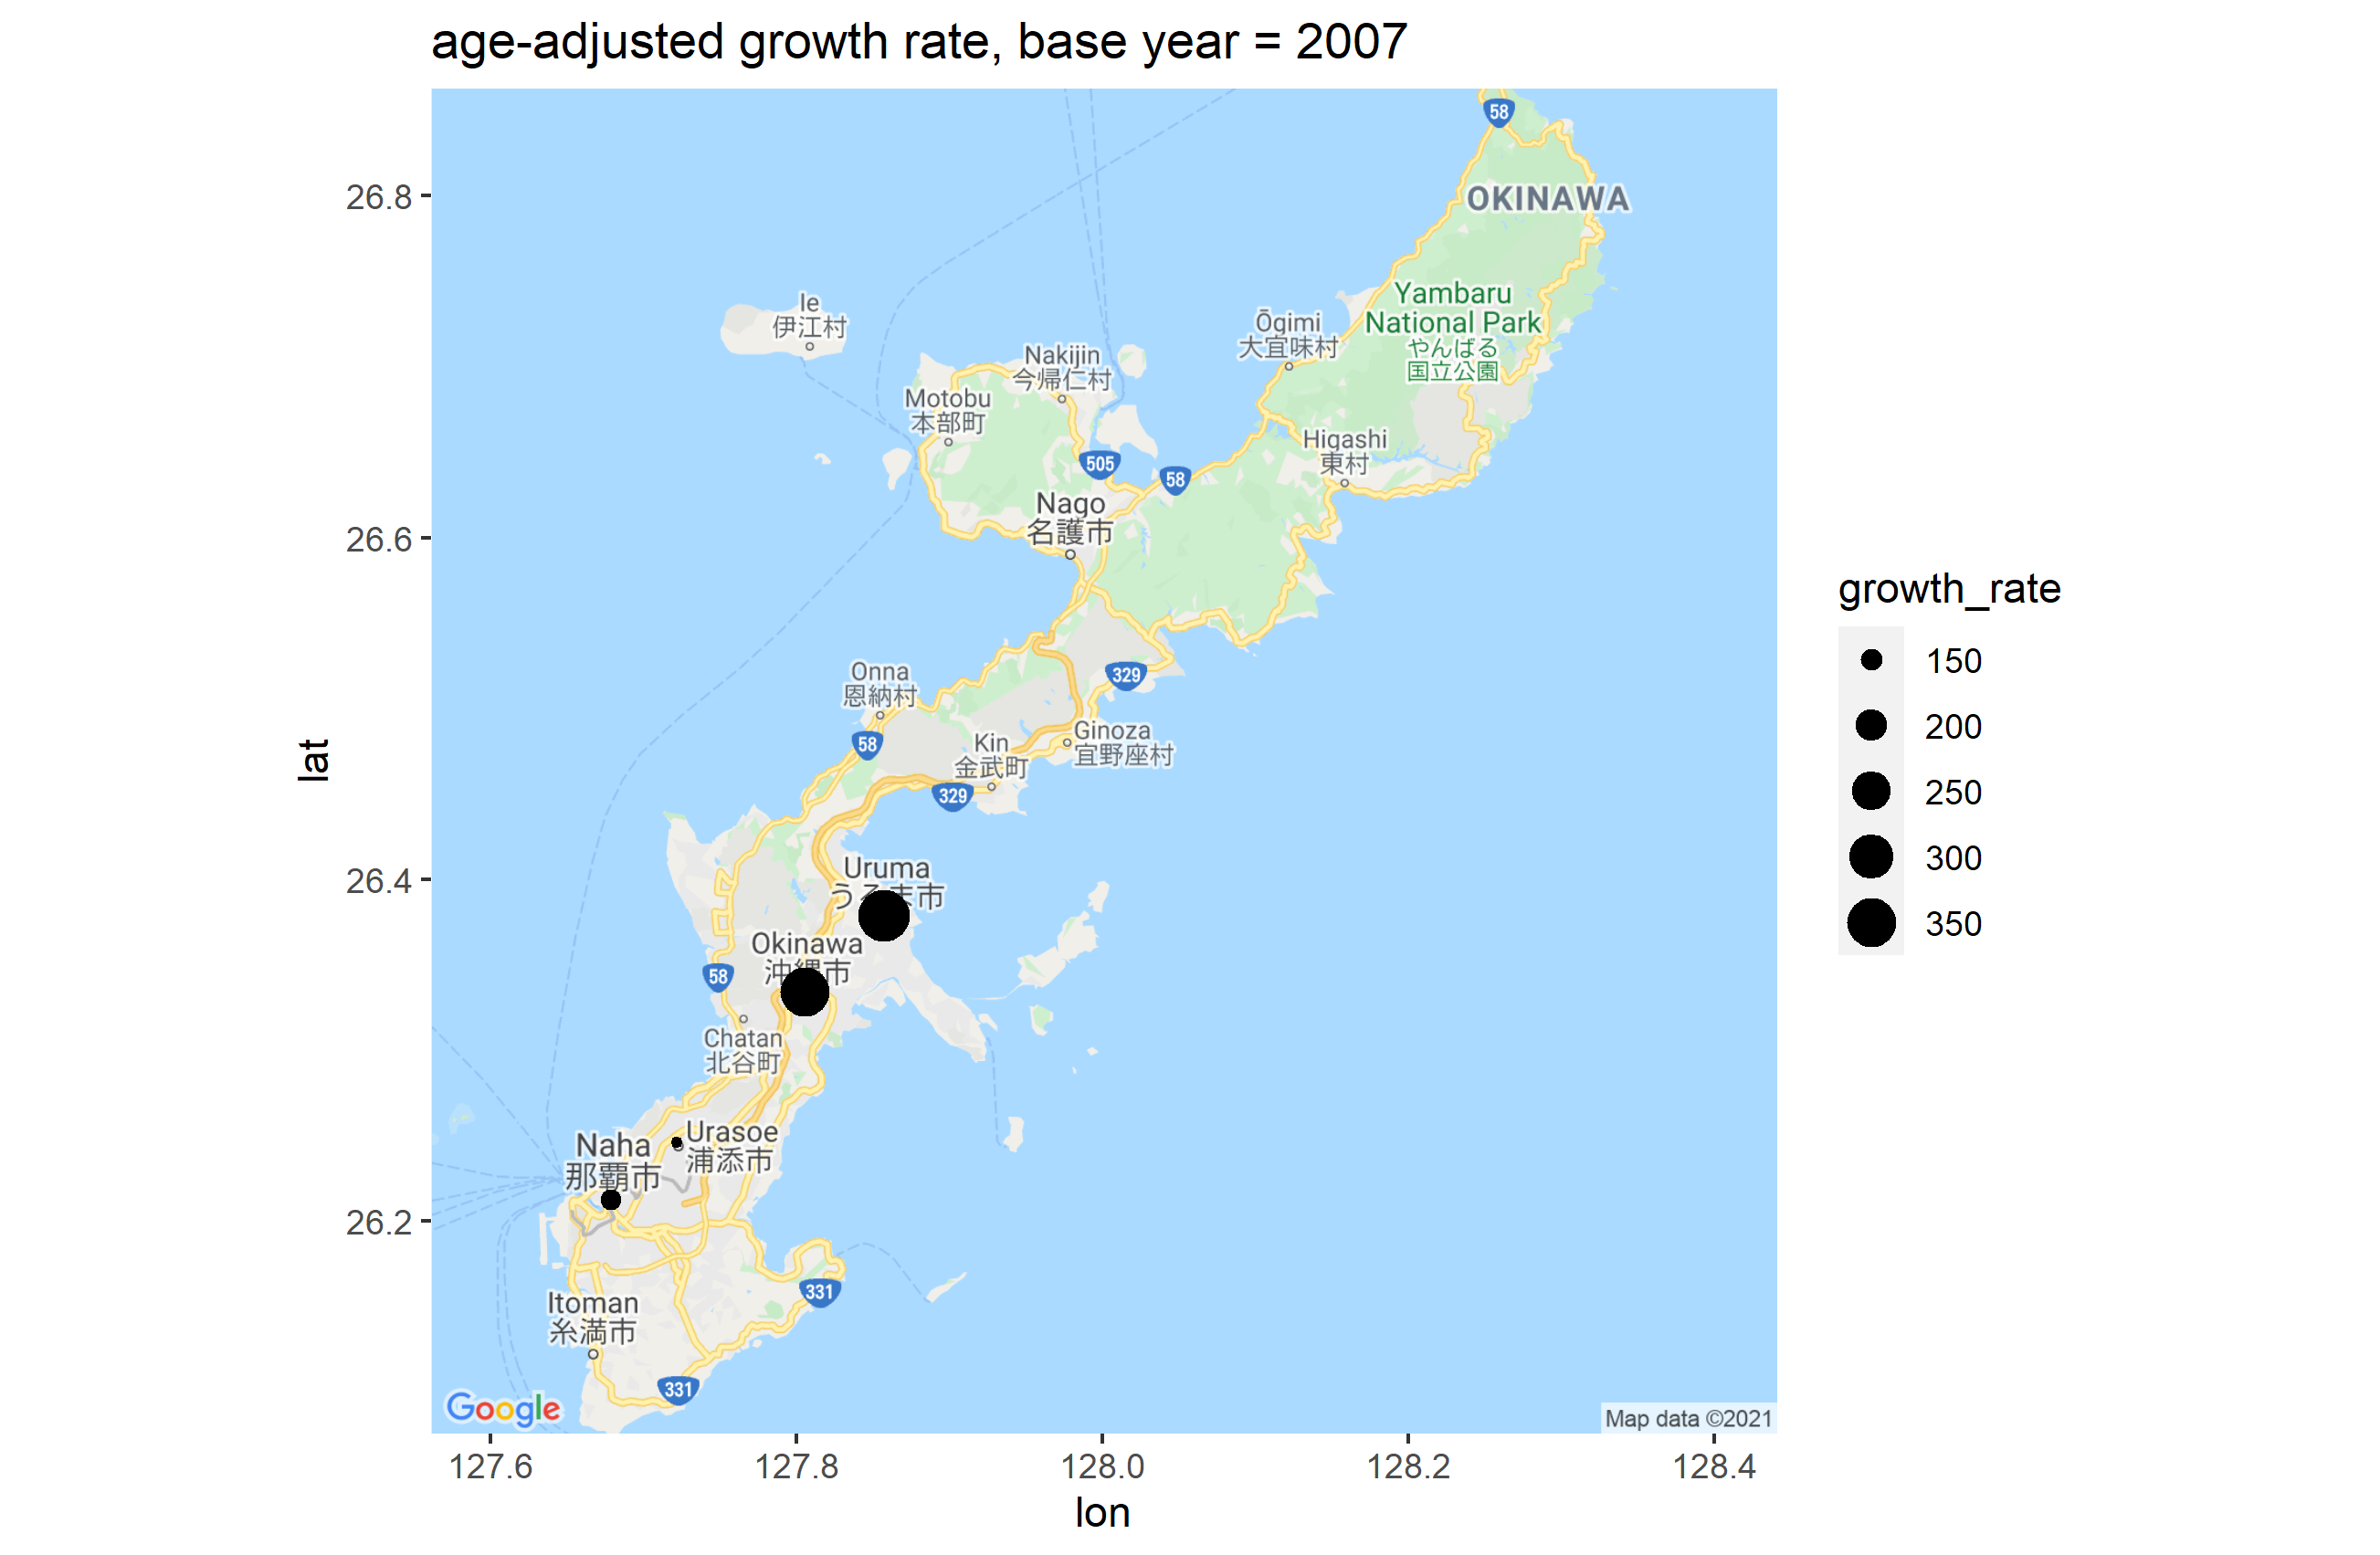 age-adjusted growth rate, base year = 2007
58
OKINAWA
26.8
Yambaru
National Park
やんばる
国立公園
Ie
伊江村
Ōgimi
大宜味村
Nakijin
今帰仁村
Motobu
本部町
Higashi
東村
505
58
Nago
名護市
26.6
growth_rate
150
200
250
300
350
Onna
恩納村
329
58
Ginoza
宜野座村
Kin
金武町
329
lat
26.4
Uruma
Okinawa
58
Chatan
北谷町
Naha
那覇市
Urasoe
浦添市
26.2
331
Itoman
糸満市
331
Google
Map data ©2021
127.6
127.8
128.0
128.2
128.4
lon